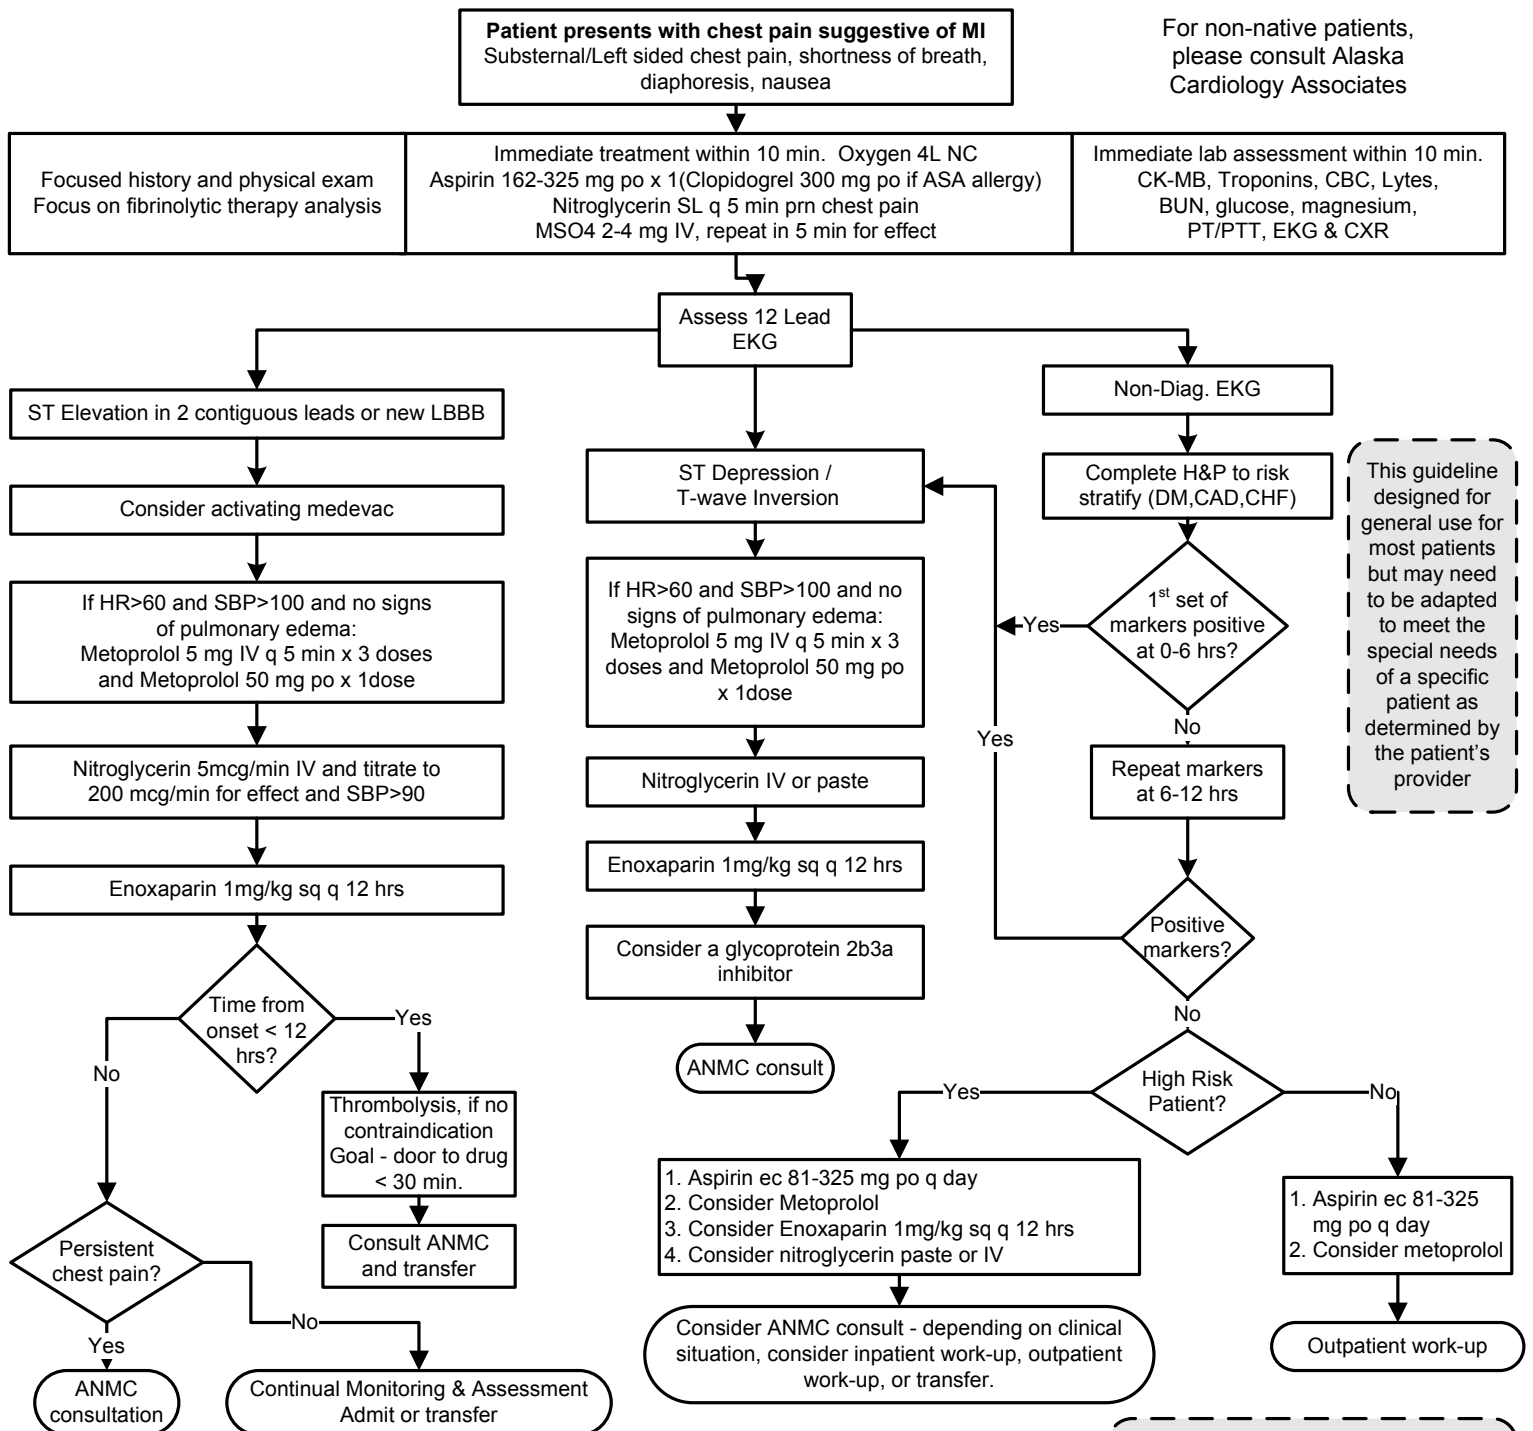 Patient presents with chest pain suggestive of MI
Substernal/Left sided chest pain, shortness of breath,
diaphoresis, nausea
For non-native patients,
please consult Alaska
Cardiology Associates
Focused history and physical exam
Focus on fibrinolytic therapy analysis
Immediate treatment within 10 min.  Oxygen 4L NC
Aspirin 162-325 mg po x 1(Clopidogrel 300 mg po if ASA allergy)
Nitroglycerin SL q 5 min prn chest pain
MSO4 2-4 mg IV, repeat in 5 min for effect
Immediate lab assessment within 10 min.
CK-MB, Troponins, CBC, Lytes,
BUN, glucose, magnesium,
PT/PTT, EKG & CXR
Assess 12 Lead
EKG
ST Elevation in 2 contiguous leads or new LBBB
Consider activating medevac
If HR>60 and SBP>100 and no signs
of pulmonary edema:
Metoprolol 5 mg IV q 5 min x 3 doses
and Metoprolol 50 mg po x 1dose
Nitroglycerin 5mcg/min IV and titrate to
200 mcg/min for effect and SBP>90
Enoxaparin 1mg/kg sq q 12 hrs
Time from
onset < 12
hrs?
Yes
No
Thrombolysis, if no
contraindication
Goal - door to drug
< 30 min.
Consult ANMC
and transfer
Persistent
chest pain?
No
Yes
ANMC
consultation
Continual Monitoring & Assessment
Admit or transfer
ST Depression /
T-wave Inversion
If HR>60 and SBP>100 and no
signs of pulmonary edema:
Metoprolol 5 mg IV q 5 min x 3
doses and Metoprolol 50 mg po
x 1dose
Nitroglycerin IV or paste
Enoxaparin 1mg/kg sq q 12 hrs
Consider a glycoprotein 2b3a
inhibitor
ANMC consult
Non-Diag. EKG
Complete H&P to risk
stratify (DM,CAD,CHF)
1st set of
markers positive
at 0-6 hrs?
Yes
No
Repeat markers
at 6-12 hrs
Yes
Positive
markers?
No
High Risk
Patient?
Yes
No
1. Aspirin ec 81-325 mg po q day
2. Consider Metoprolol
3. Consider Enoxaparin 1mg/kg sq q 12 hrs
4. Consider nitroglycerin paste or IV
Consider ANMC consult - depending on clinical
situation, consider inpatient work-up, outpatient
work-up, or transfer.
1. Aspirin ec 81-325
mg po q day
2. Consider metoprolol
Outpatient work-up
This guideline
designed for
general use for
most patients
but may need
to be adapted
to meet the
special needs
of a specific
patient as
determined by
the patient's
provider